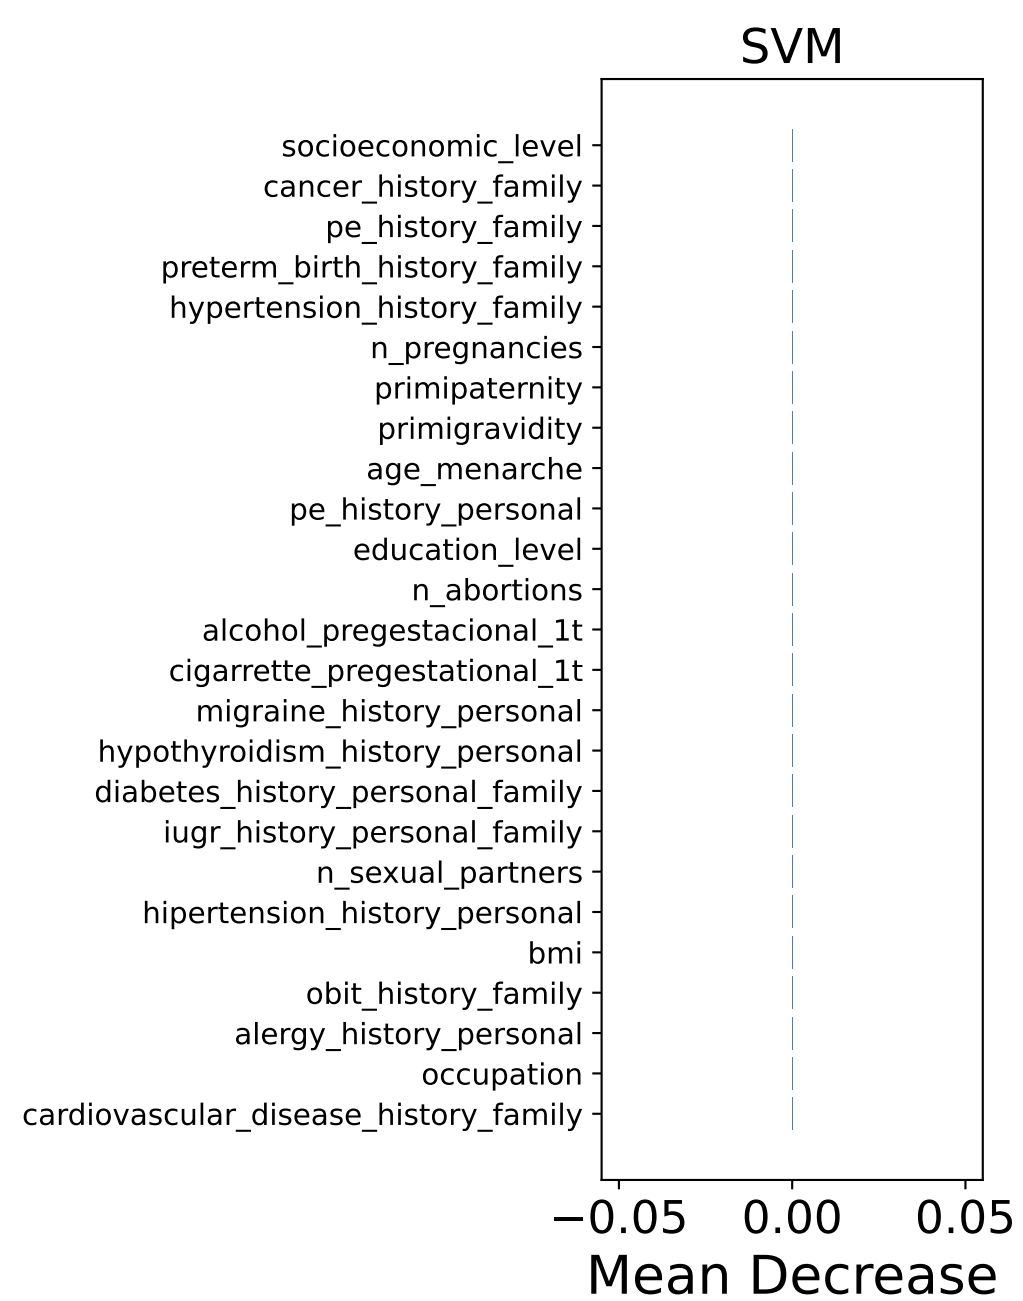 SVM
socioeconomic_level
cancer_history_family
pe_history_family
preterm_birth_history_family
hypertension_history_family
n_pregnancies
primipaternity
primigravidity
age_menarche
pe_history_personal
education_level
n_abortions
alcohol_pregestacional_1t
cigarrette_pregestational_1t
migraine_history_personal
hypothyroidism_history_personal
diabetes_history_personal_family
iugr_history_personal_family
n_sexual_partners
hipertension_history_personal
bmi
obit_history_family
alergy_history_personal
occupation
cardiovascular_disease_history_family
−0.05 0.00 0.05
Mean Decrease